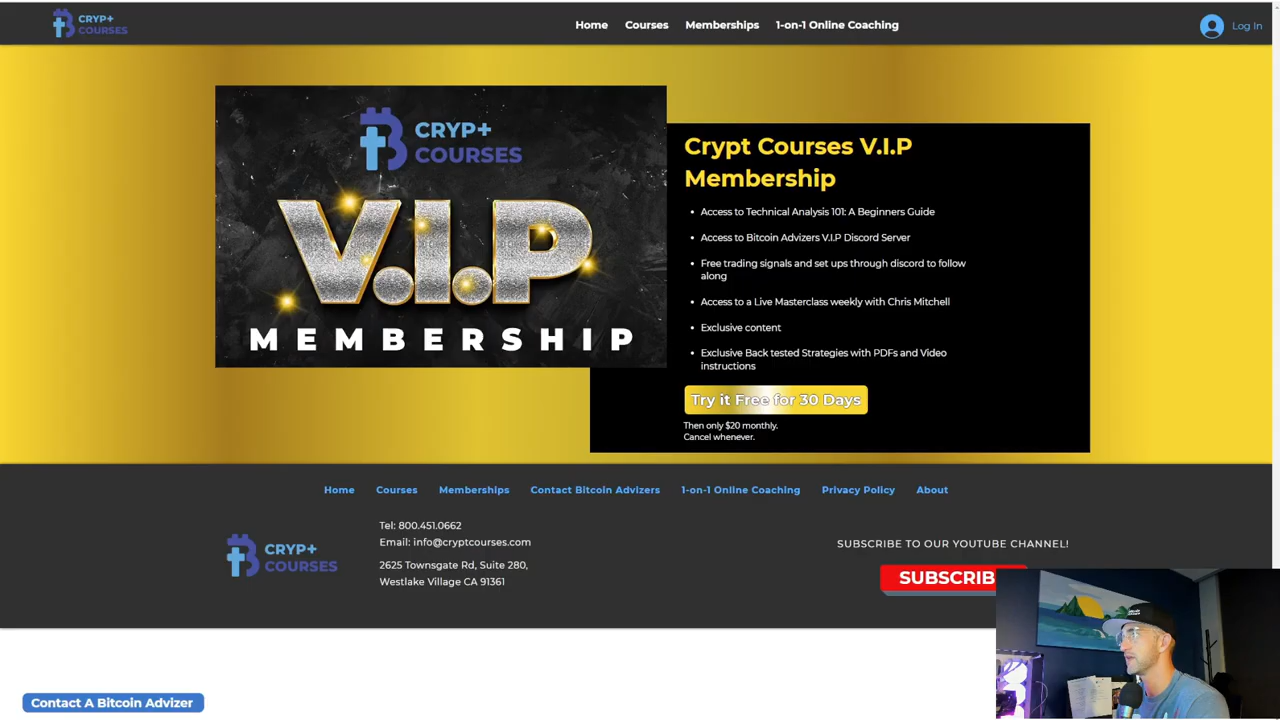 CRYP+
COURSES
Home
Courses
Memberships
1-on-1 Online Coaching
Log In
CRYP+
COURSES
V.I.P
MEMBERSHIP
Crypt Courses V.I.P
Membership
• Access to Technical Analysis 101: A Beginners Guide
• Access to Bitcoin Advizers V.I.P Discord Server
• Free trading signals and set ups through discord to follow
along
• Access to a Live Masterclass weekly with Chris Mitchell
• Exclusive content
• Exclusive Back tested Strategies with PDFs and Video
instructions
Try it Free for 30 Days
Then only $20 monthly.
Cancel whenever.
Home
Courses
Memberships
Contact Bitcoin Advizers
1-on-1 Online Coaching
Privacy Policy
About
CRYP+
COURSES
Tel: 800.451.0662
Email: info@cryptcourses.com
2625 Townsgate Rd, Suite 280,
Westlake Village CA 91361
SUBSCRIBE TO OUR YOUTUBE CHANNEL!
SUBSCRIB
Contact A Bitcoin Advizer